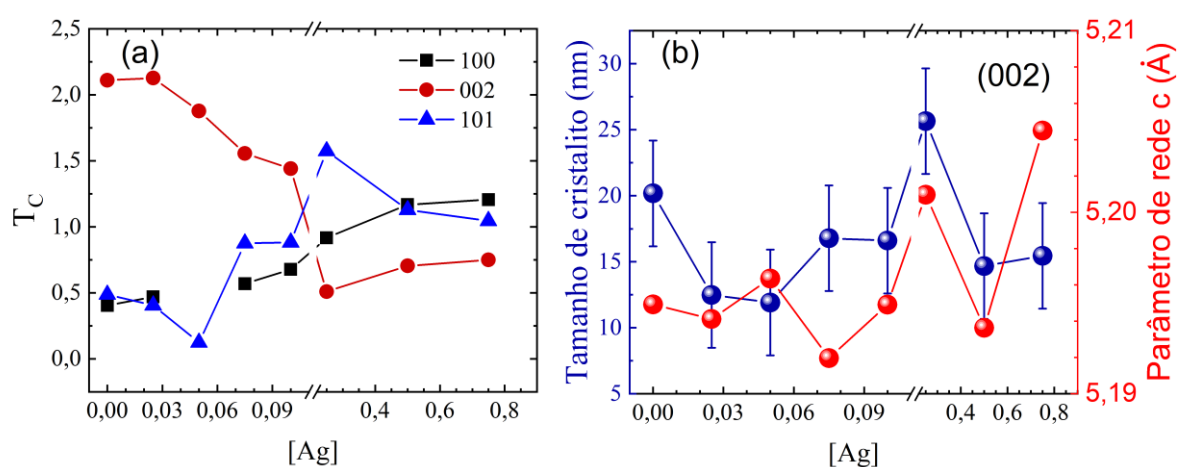 (a)
100
002
101
T_C
2,5
2,0
1,5
1,0
0,5
0,0
0,00 0,03 0,06 0,09 0,4 0,8
[Ag]
(b)
(002)
Tamanho de cristalito (nm)
30
25
20
15
10
5
0,00 0,03 0,06 0,09 0,4 0,6 0,8
[Ag]
5,21
5,20
5,19
Parâmetro de rede c (Å)